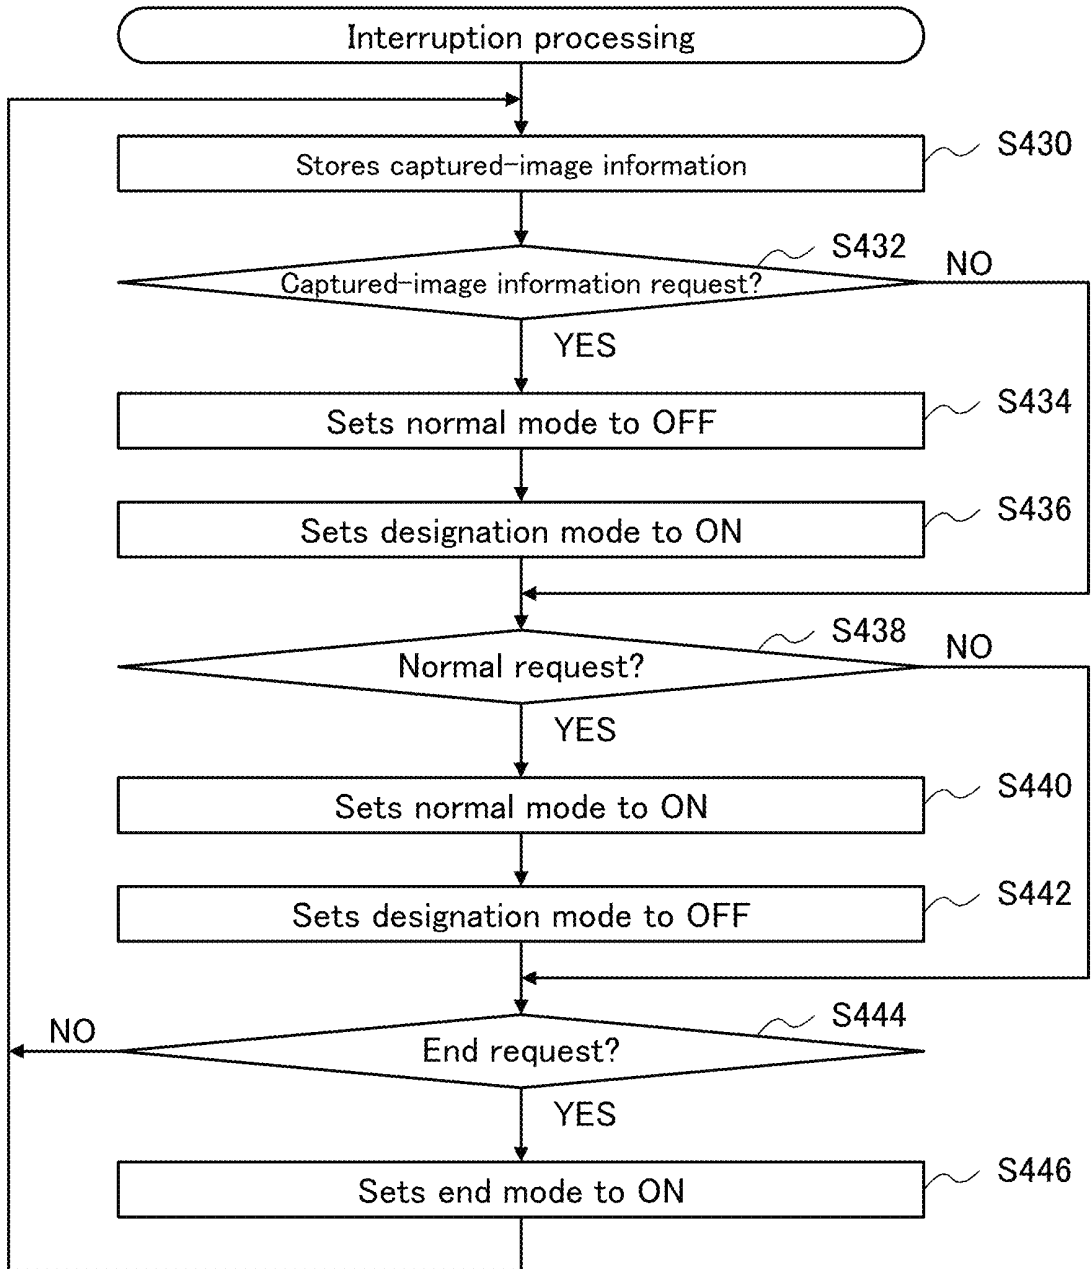 Interruption processing
S430
Stores captured-image information
S432
NO
Captured-image information request?
YES
S434
Sets normal mode to OFF
S436
Sets designation mode to ON
S438
NO
Normal request?
YES
S440
Sets normal mode to ON
S442
Sets designation mode to OFF
S444
NO
End request?
YES
S446
Sets end mode to ON